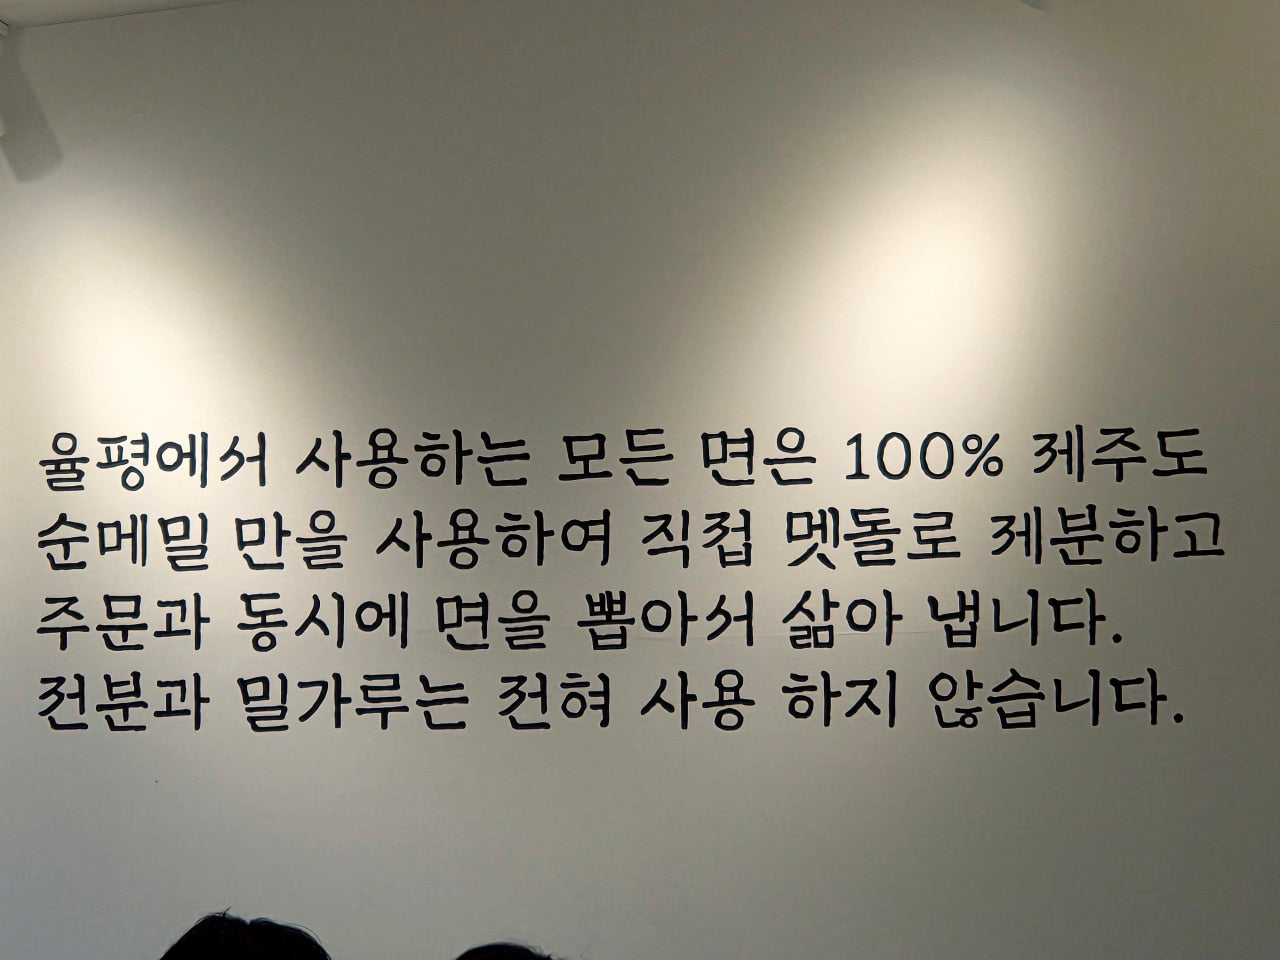 율평에서 사용하는 모든 면은 100% 제주도
순메밀 만을 사용하여 직접 멧돌로 제분하고
주문과 동시에 면을 뽑아서 삶아 냅니다.
전분과 밀가루는 전혀 사용 하지 않습니다.